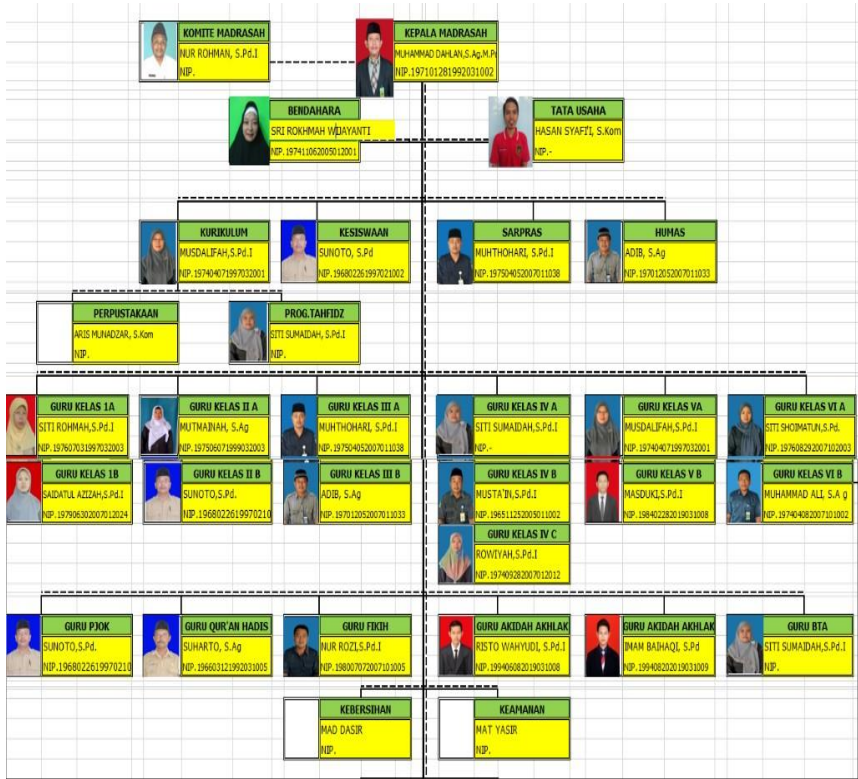 KOMITE MADRASAH
NUR ROHMAN, S.Pd.I
NIP.
KEPALA MADRASAH
MUHAMMAD DAHLAN,S.Ag.M.P
NIP.197101281992031002
BENDAHARA
SRI ROKHMAH WIJAYANTI
NIP. 197411062005012001
TATA USAHA
HASAN SYAFI'I, S.Kom
NIP.-
KURIKULUM
MUSDALIFAH,S.Pd.I
NIP.197404071997032001
KESISWAAN
SUNOTO, S.Pd
NIP.196802261997021002
SARPRAS
MUHTHOHARI, S.Pd.I
NIP.197504052007011038
HUMAS
ADIB, S.Ag
NIP.197012052007011033
PERPUSTAKAAN
ARIS MUNADZAR, S.Kom
NIP.
PROG.TAHFIDZ
SITI SUMAIDAH, S.Pd.I
NIP.
GURU KELAS 1A
SITI ROHMAH,S.Pd.I
NIP.197607031997032003
GURU KELAS II A
MUTMAINAH, S.Ag
NIP.197506071999032003
GURU KELAS III A
MUHTHOHARI, S.Pd.I
NIP.197504052007011038
GURU KELAS IV A
SITI SUMAIDAH,S.Pd.I
NIP.-
GURU KELAS VA
MUSDALIFAH,S.Pd.I
NIP.197404071997032001
GURU KELAS VI A
SITI SHOIMATUN,S.Pd.
NIP.197608292007102003
GURU KELAS 1B
SAIDATUL AZIZAH,S.Pd.I
NIP.197906302007012024
GURU KELAS II B
SUNOTO,S.Pd.
NIP.1968022619970210
GURU KELAS III B
ADIB, S.Ag
NIP.197012052007011033
GURU KELAS IV B
MUSTA'IN,S.Pd.I
NIP.196511252005011002
GURU KELAS V B
MASDUKI,S.Pd.I
NIP.198402282019031008
GURU KELAS VI B
MUHAMMAD ALI, S.A g
NIP.197404082007101002
GURU KELAS IV C
ROWIYAH,S.Pd.I
NIP.197409282007012012
GURU PJOK
SUNOTO,S.Pd.
NIP.1968022619970210
GURU QUR'AN HADIS
SUHARTO, S.Ag
NIP.196603121992031005
GURU FIKIH
NUR ROZI,S.Pd.I
NIP.198007072007101005
GURU AKIDAH AKHLAK
RISTO WAHYUDI, S.Pd.I
NIP.199406082019031008
GURU AKIDAH AKHLAK
IMAM BAIHAQI, S.Pd
NIP.199408202019031009
GURU BTA
SITI SUMAIDAH,S.Pd.I
NIP.
KEBERSIHAN
MAD DASIR
NIP.
KEAMANAN
MAT YASIR
NIP.